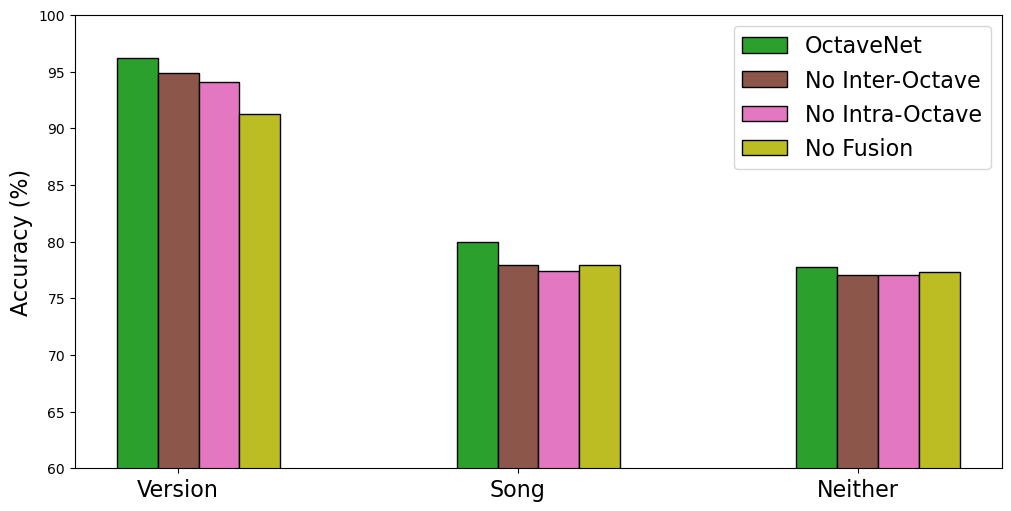 100
95
90
85
80
75
70
65
60
Accuracy (%)
Version
Song
Neither
OctaveNet
No Inter-Octave
No Intra-Octave
No Fusion